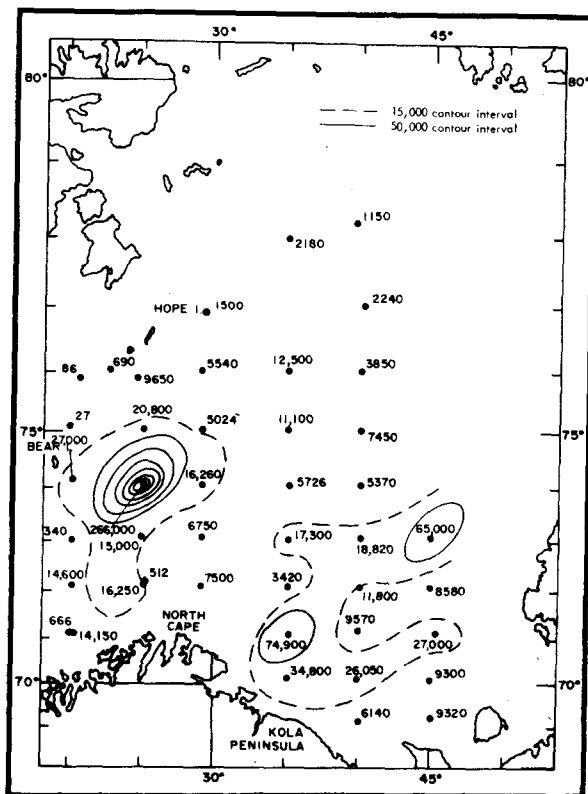 30° 45°
80° 80°
15,000 contour interval
50,000 contour interval
1150
2180
HOPE I. 1500
2240
690 5540 12,500 3850
86 9650
27 20,800 5024 11,100 7450
75° 75°
27,000
BEAR
16,260 5726 5370
65,000
340 266,000 6750 17,300 18,820
15,000
14,600 512 7500 3420 11,800 8580
16,250
666 NORTH 9570
14,150 CAPE 74,900 27,000
34,800 26,050 9300
70° 70°
KOLA 6140 9320
PENINSULA
30° 45°